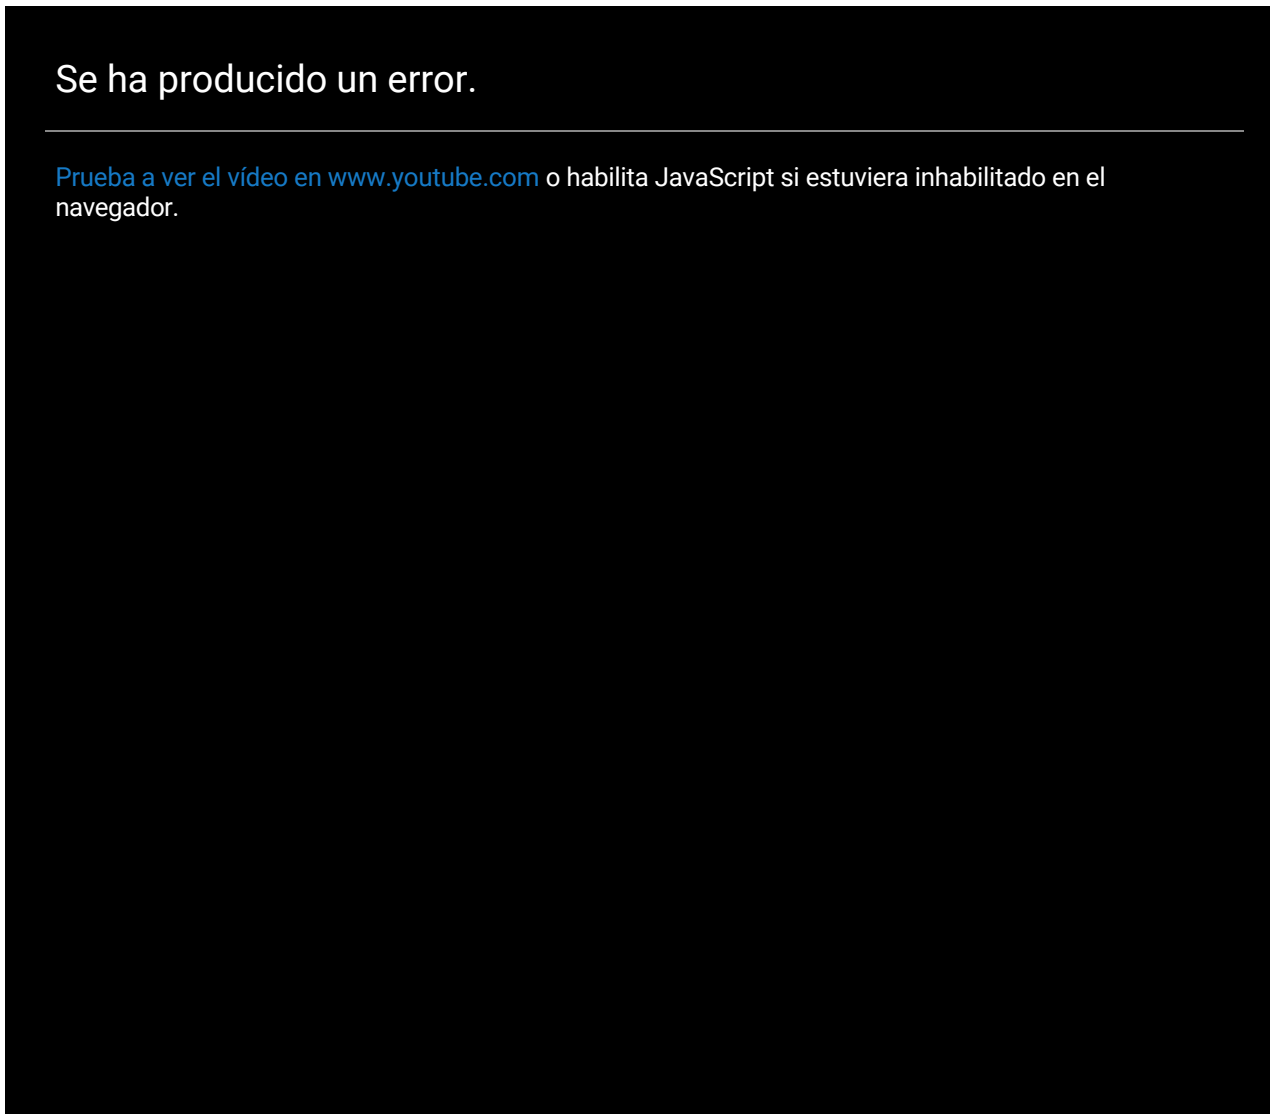 Se ha producido un error.
Prueba a ver el vídeo en www.youtube.com o habilita JavaScript si estuviera inhabilitado en el
navegador.